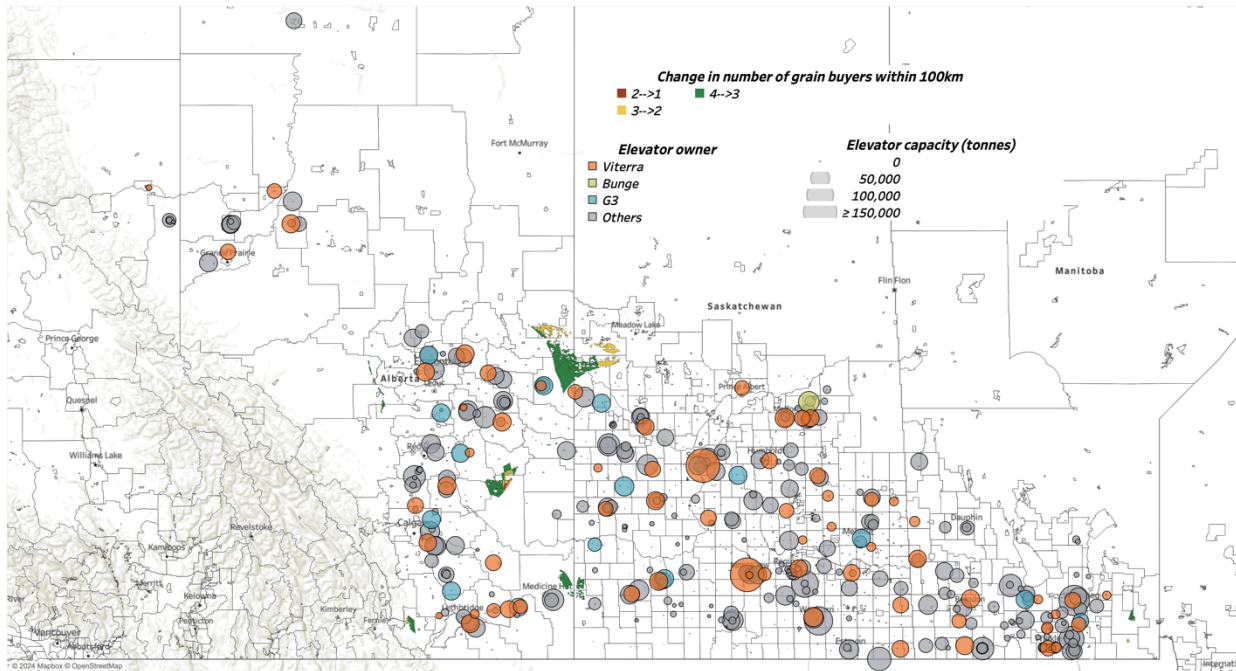 Change in number of grain buyers within 100km
2-->1
4-->3
3-->2
Elevator owner
Viterra
Bunge
G3
Others
Elevator capacity (tonnes)
0
50,000
100,000
≥ 150,000
Fort McMurray
Grande Prairie
Flin Flon
Manitoba
Saskatchewan
Meadow Lake
Prince George
Alberta
Prince Albert
Quesnel
Williams Lake
Humboldt
Dauphin
Revelstoke
Kamloops
Merritt
Kelowna
Penticton
Kimberley
Fernie
Lethbridge
Medicine Hat
Vancouver
Abbotsford
River
Estevan
Internati
© 2024 Mapbox © OpenStreetMap